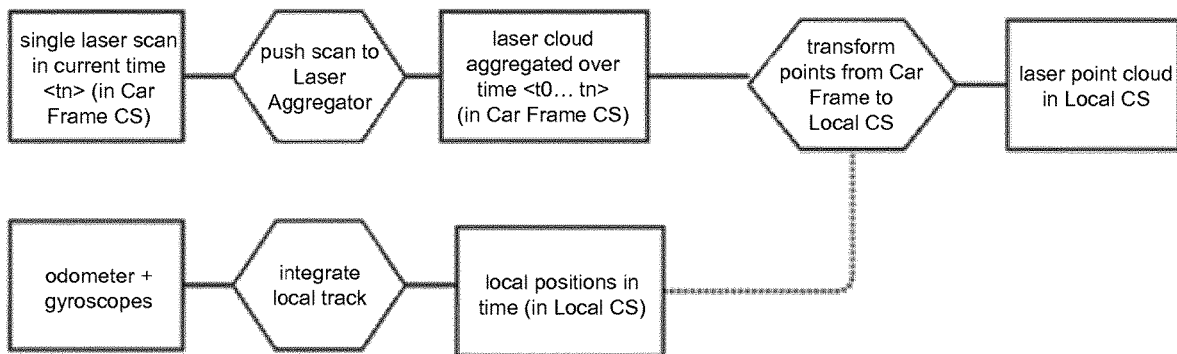 single laser scan
in current time
<tn> (in Car
Frame CS)
push scan to
Laser
Aggregator
laser cloud
aggregated over
time <t0... tn>
(in Car Frame CS)
transform
points from Car
Frame to
Local CS
laser point cloud
in Local CS
odometer +
gyroscopes
integrate
local track
local positions in
time (in Local CS)